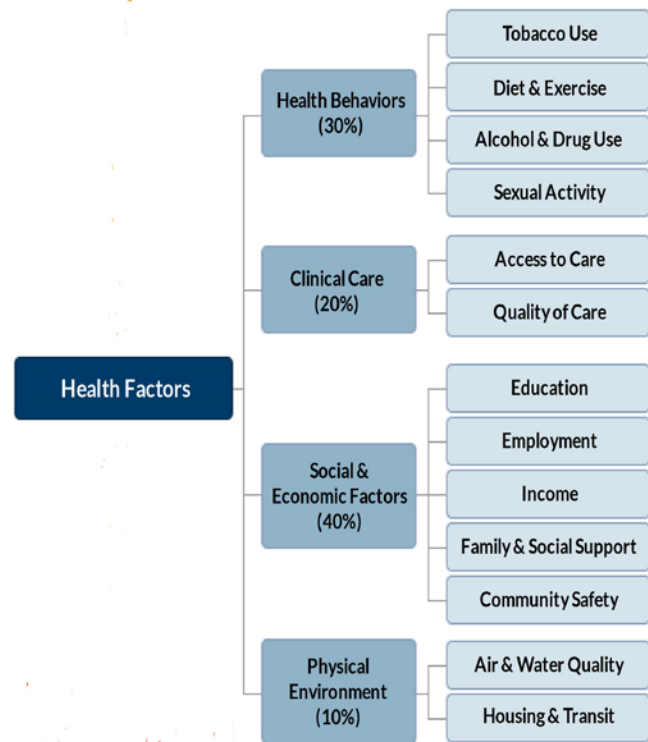 Health Factors
Health Behaviors
(30%)
Tobacco Use
Diet & Exercise
Alcohol & Drug Use
Sexual Activity
Clinical Care
(20%)
Access to Care
Quality of Care
Social &
Economic Factors
(40%)
Education
Employment
Income
Family & Social Support
Community Safety
Physical
Environment
(10%)
Air & Water Quality
Housing & Transit